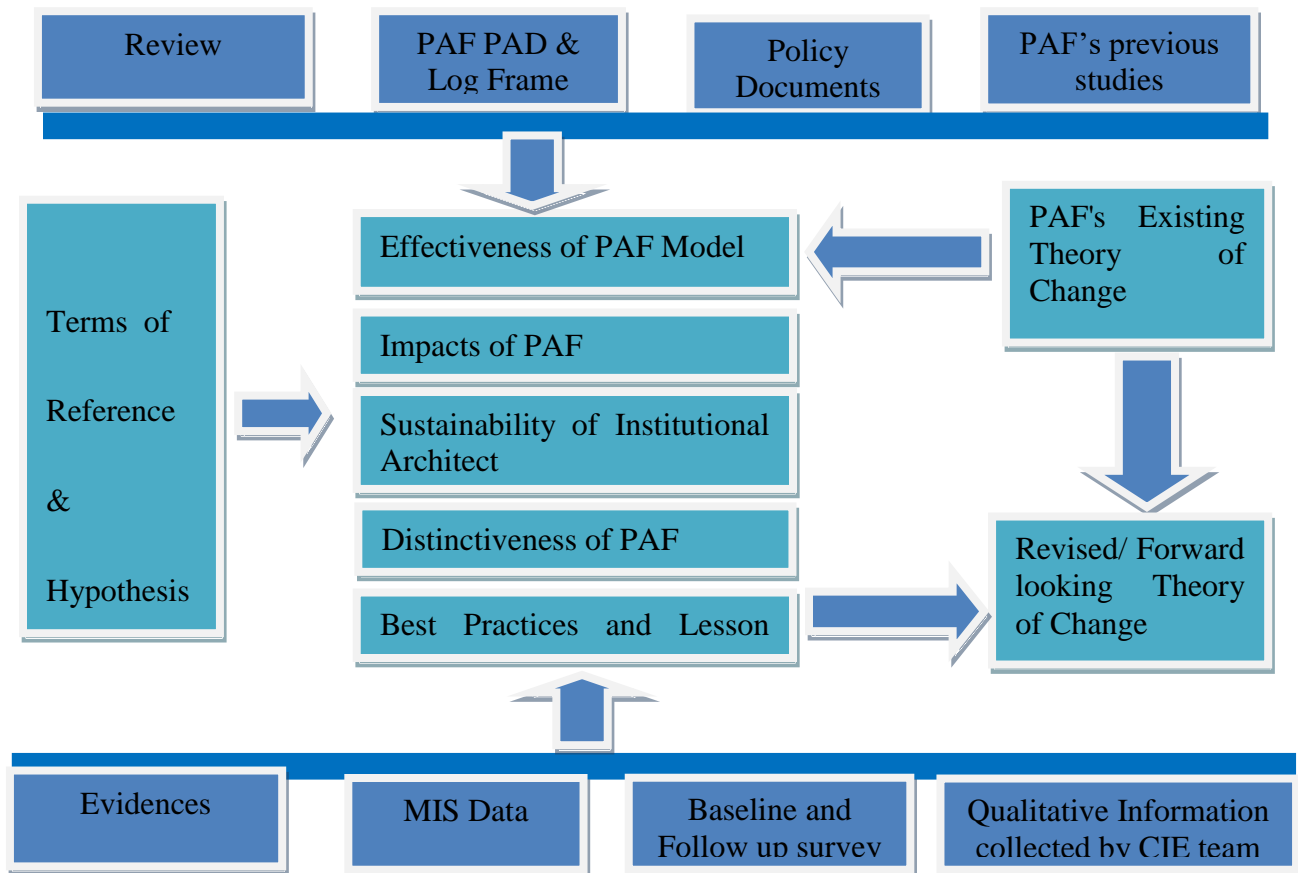 Review
PAF PAD &
Log Frame
Policy
Documents
PAF’s previous
studies
Terms of
Reference
&
Hypothesis
Effectiveness of PAF Model
Impacts of PAF
Sustainability of Institutional
Architect
Distinctiveness of PAF
Best Practices and Lesson
PAF's Existing
Theory of
Change
Revised/ Forward
looking Theory
of Change
Evidences
MIS Data
Baseline and
Follow up survey
Qualitative Information
collected by CIE team